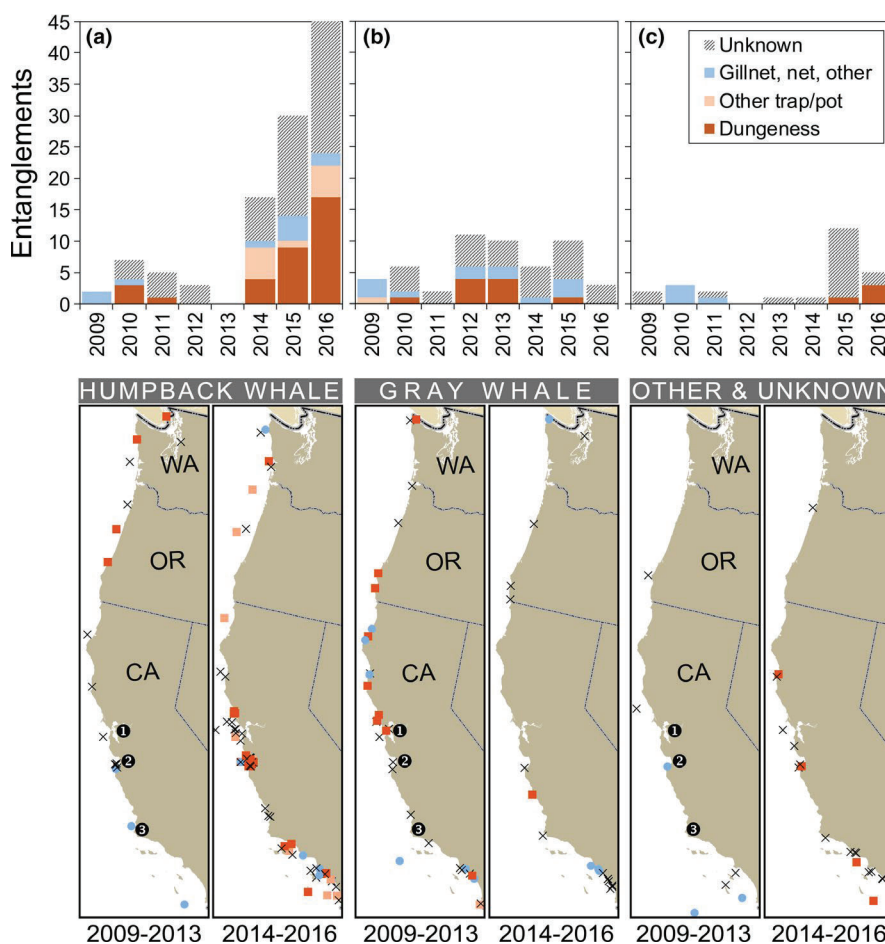 (a)
(b)
(c)
Unknown
Gillnet, net, other
Other trap/pot
Dungeness
Entanglements
45
40
35
30
25
20
15
10
5
0
2009 2010 2011 2012 2013 2014 2015 2016
2009 2010 2011 2012 2013 2014 2015 2016
2009 2010 2011 2012 2013 2014 2015 2016
HUMPBACK WHALE
GRAY WHALE
OTHER & UNKNOWN
WA
OR
CA
1
2
3
WA
OR
CA
1
2
3
WA
OR
CA
1
2
3
2009-2013
2014-2016
2009-2013
2014-2016
2009-2013
2014-2016